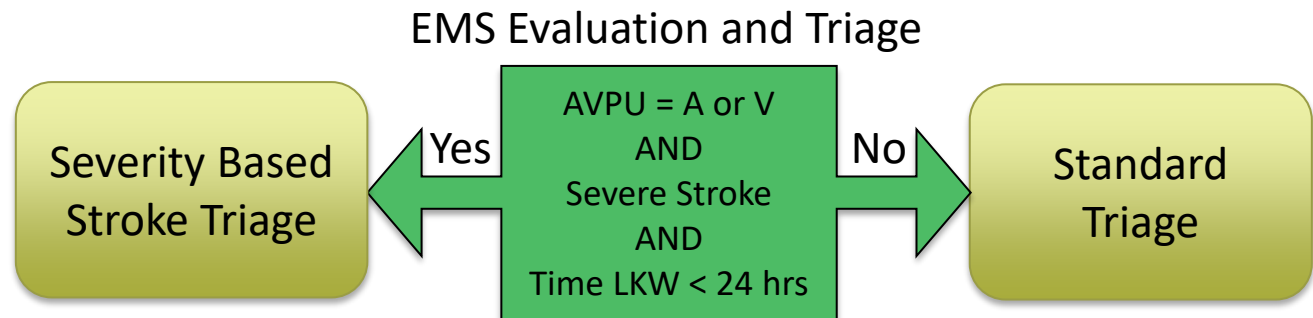 EMS Evaluation and Triage
Severity Based
Stroke Triage
Yes
AVPU = A or V
AND
Severe Stroke
AND
Time LKW < 24 hrs
No
Standard
Triage